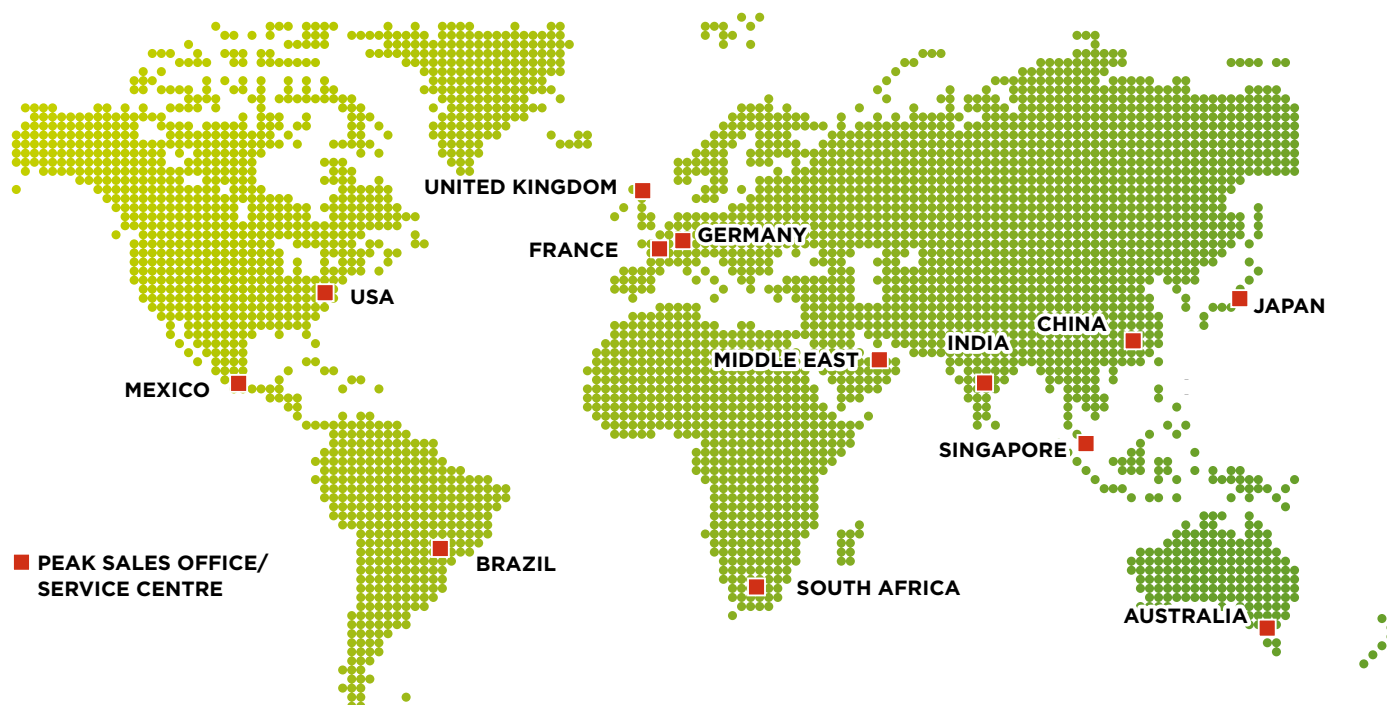 UNITED KINGDOM
GERMANY
FRANCE
USA
JAPAN
CHINA
INDIA
MIDDLE EAST
MEXICO
SINGAPORE
PEAK SALES OFFICE/
SERVICE CENTRE
BRAZIL
SOUTH AFRICA
AUSTRALIA